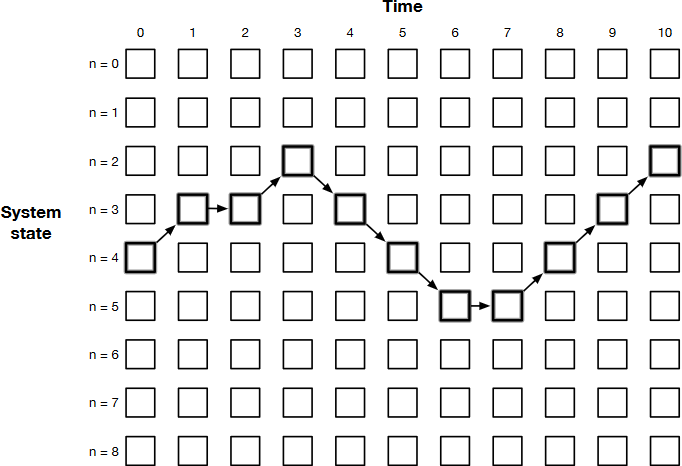 Time
0 1 2 3 4 5 6 7 8 9 10
n = 0
n = 1
n = 2
n = 3
System
state
n = 4
n = 5
n = 6
n = 7
n = 8